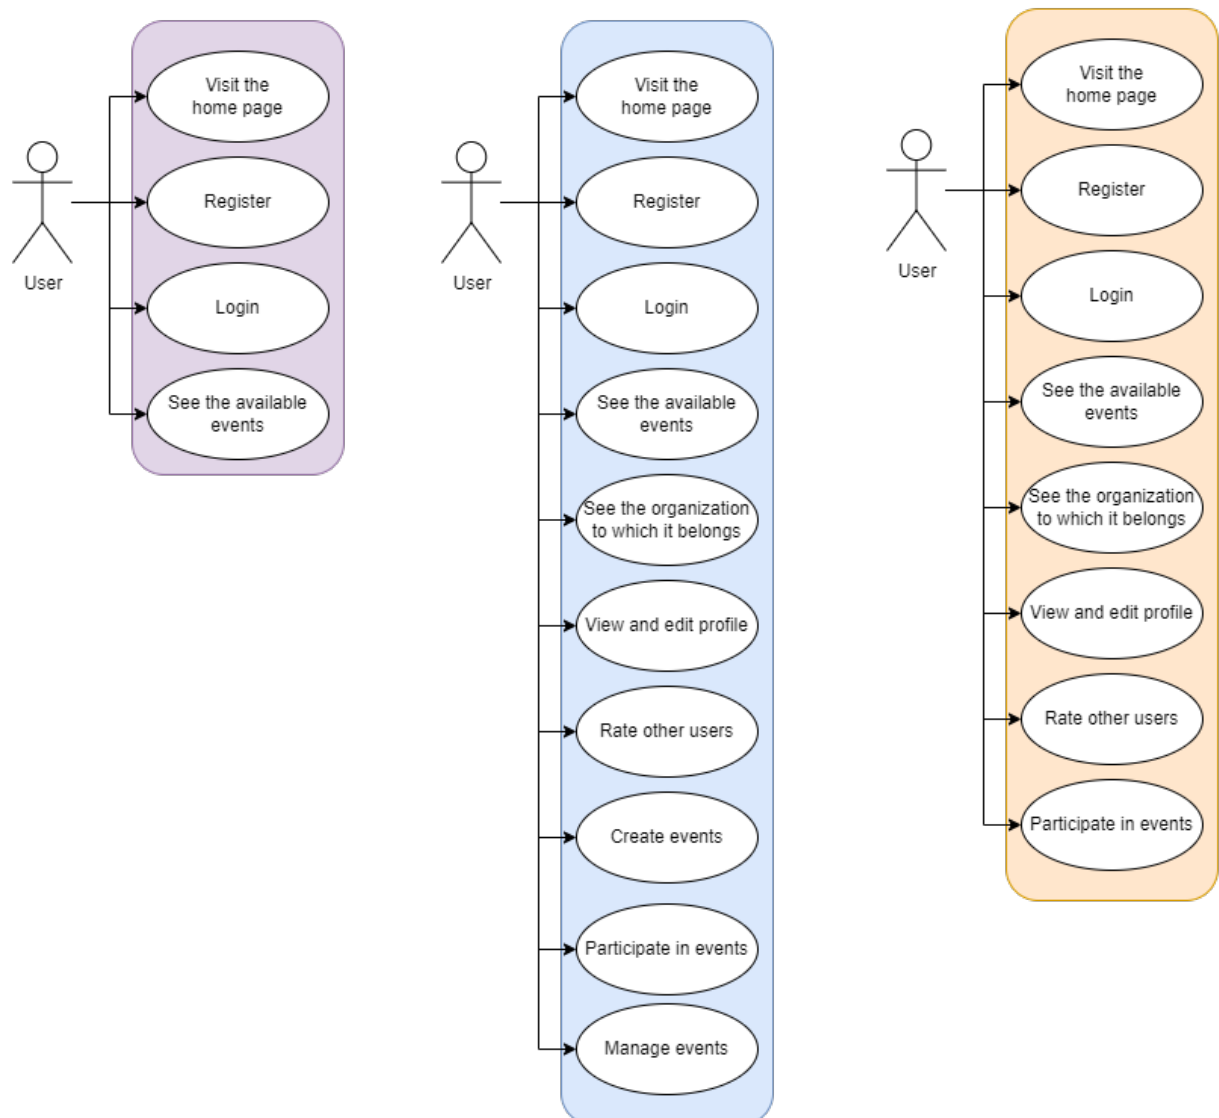 Visit the
home page
Register
User
Login
See the available
events
Visit the
home page
Register
User
Login
See the available
events
See the organization
to which it belongs
View and edit profile
Rate other users
Create events
Participate in events
Manage events
Visit the
home page
Register
User
Login
See the available
events
See the organization
to which it belongs
View and edit profile
Rate other users
Participate in events